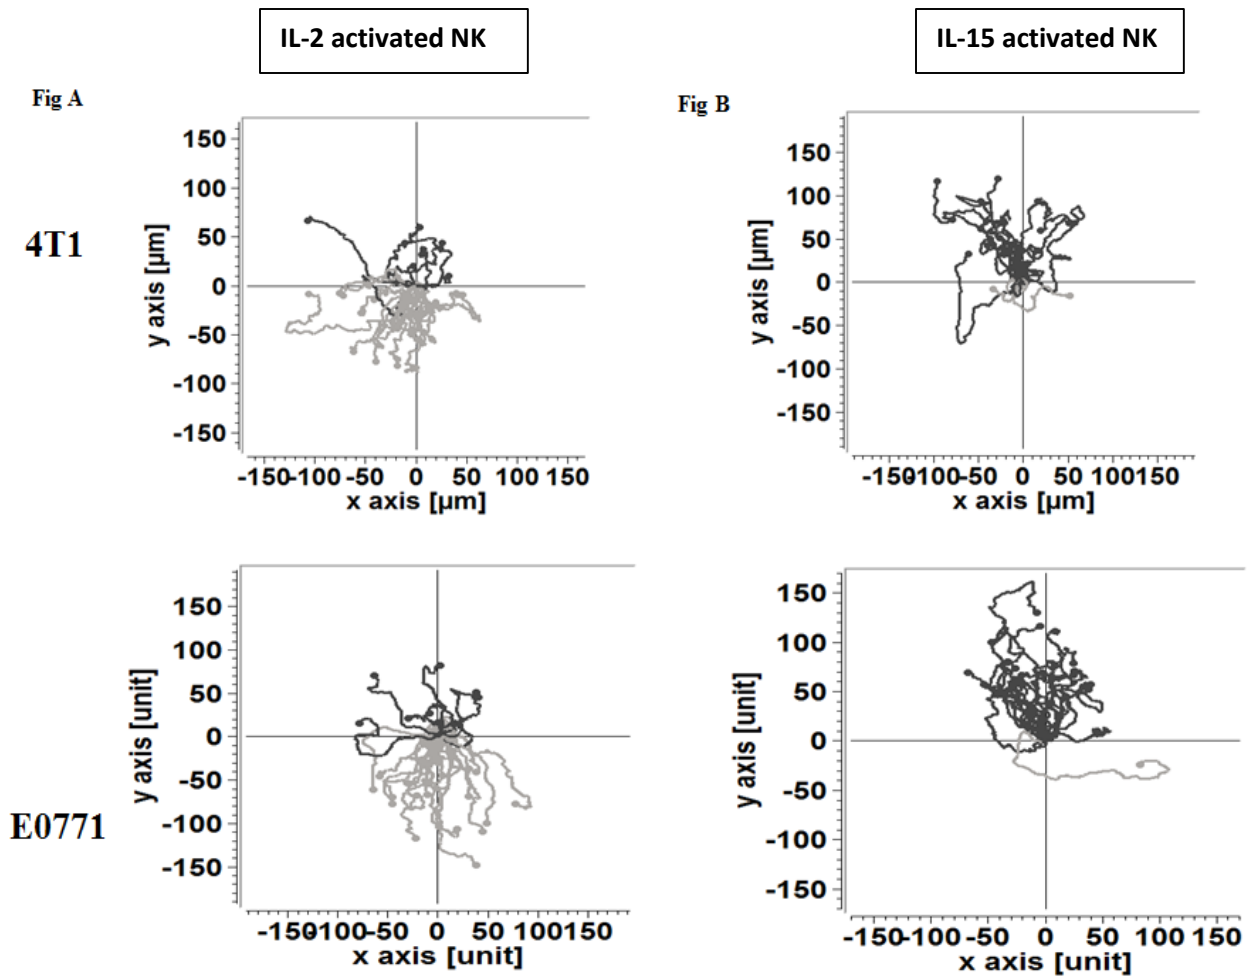 IL-2 activated NK
IL-15 activated NK
Fig A
Fig B
4T1
150
100
50
0
-50
-100
-150
y axis [µm]
-150-100 -50 0 50 100 150
x axis [µm]
150
100
50
0
-50
-100
-150
y axis [µm]
-150-100-50 0 50 100150
x axis [µm]
E0771
150
100
50
0
-50
-100
-150
y axis [unit]
-150-100-50 0 50 100150
x axis [unit]
150
100
50
0
-50
-100
-150
y axis [unit]
-150-100 -50 0 50 100 150
x axis [unit]